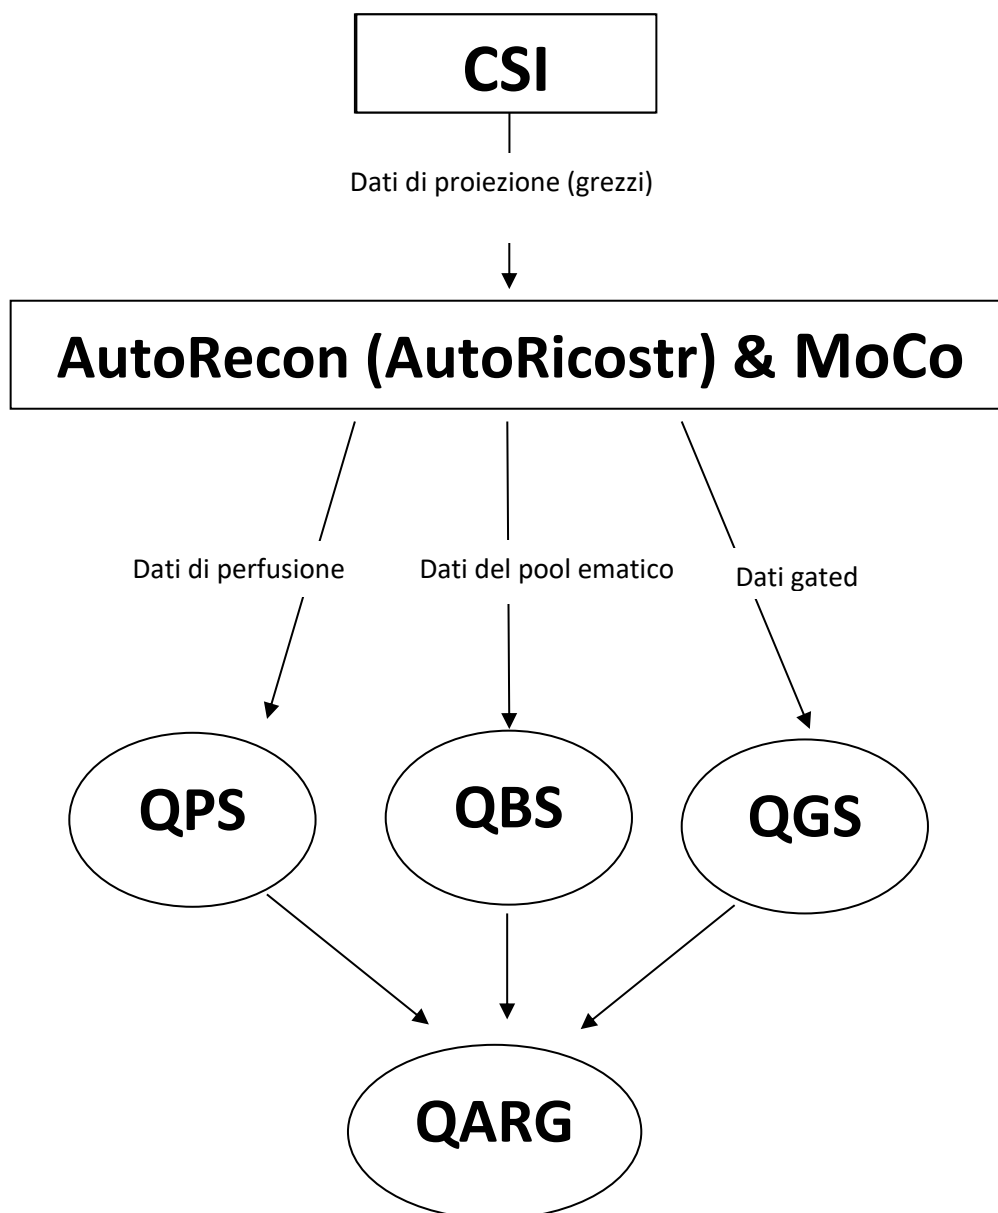 CSI
Dati di proiezione (grezzi)
AutoRecon (AutoRicostr) & MoCo
Dati di perfusione
Dati del pool ematico
Dati gated
QPS
QBS
QGS
QARG